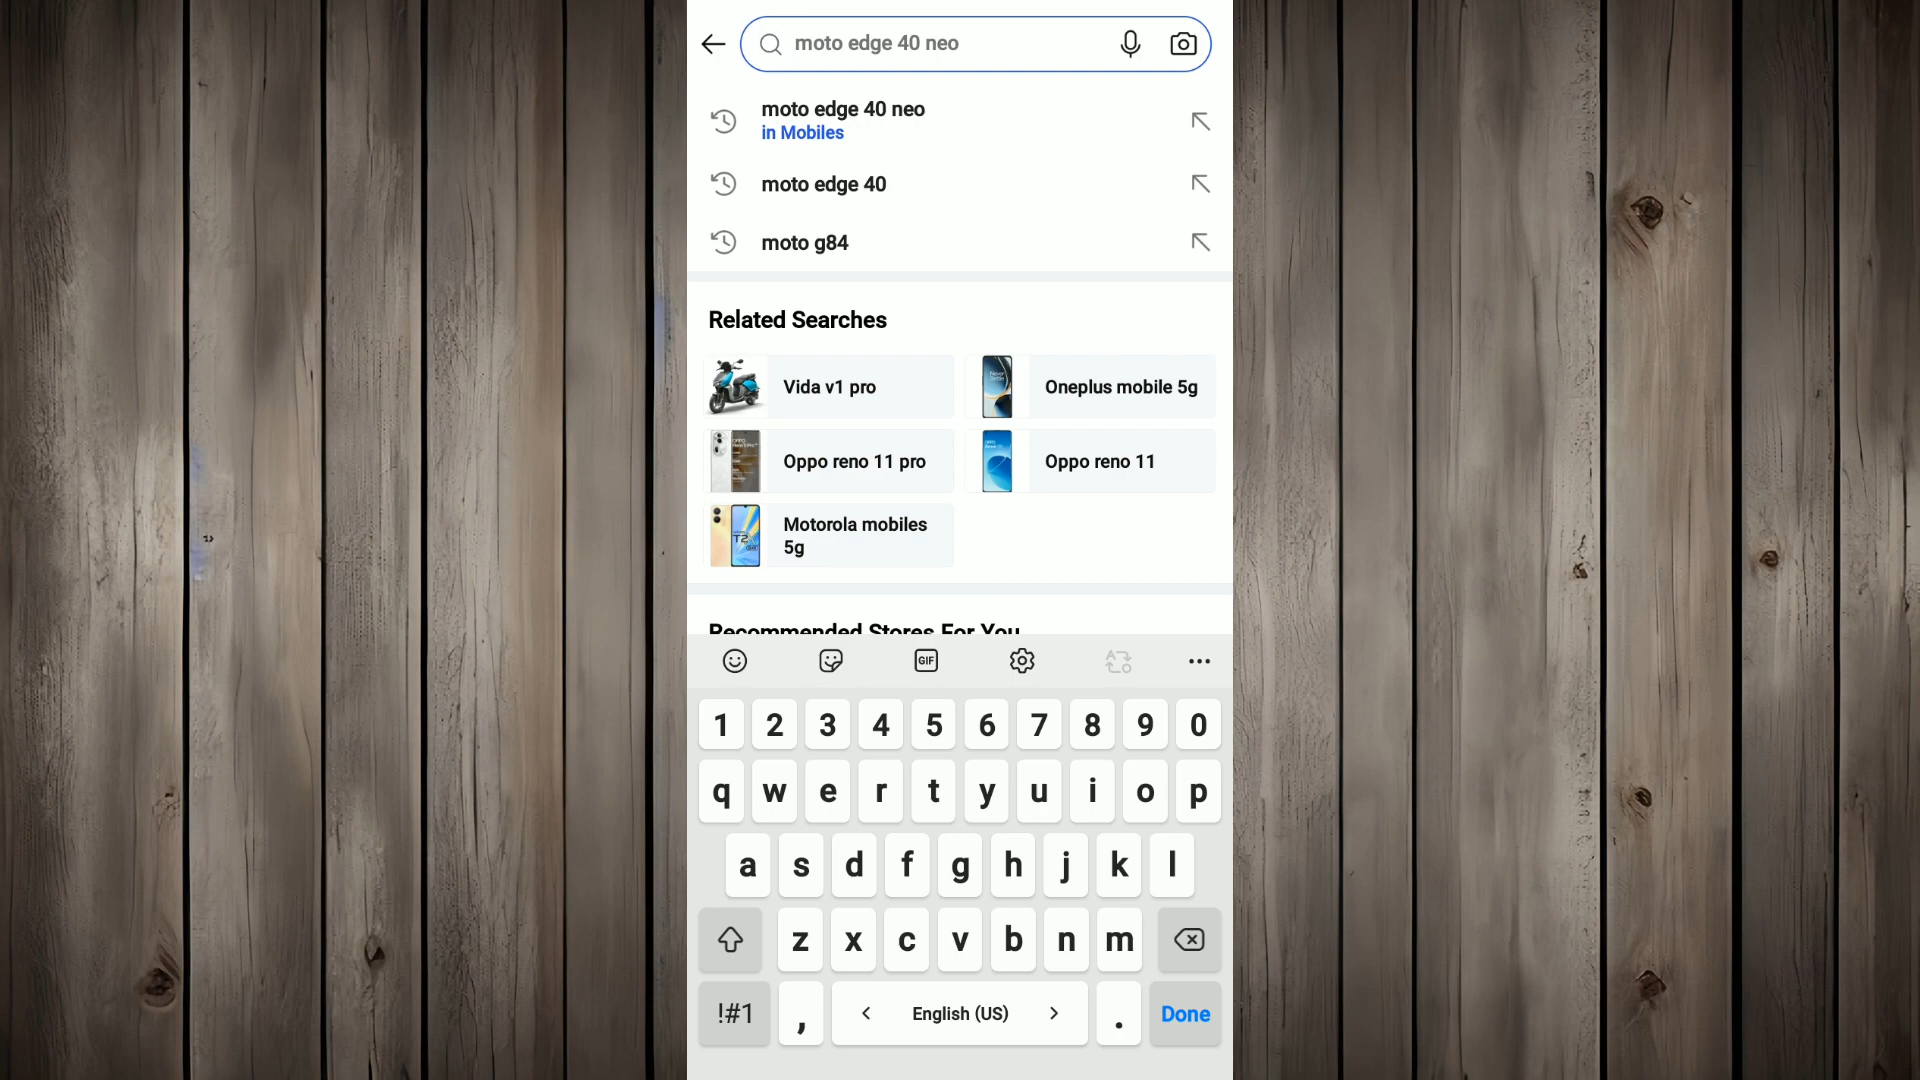 moto edge 40 neo
moto edge 40 neo
in Mobiles
moto edge 40
moto g84
Related Searches
Vida v1 pro
Oneplus mobile 5g
Oppo reno 11 pro
Oppo reno 11
Motorola mobiles
5g
Recommended Stores For You
GIF
1 2 3 4 5 6 7 8 9 0
q w e r t y u i o p
a s d f g h j k l
z x c v b n m
!#1 , < English (US) > . Done